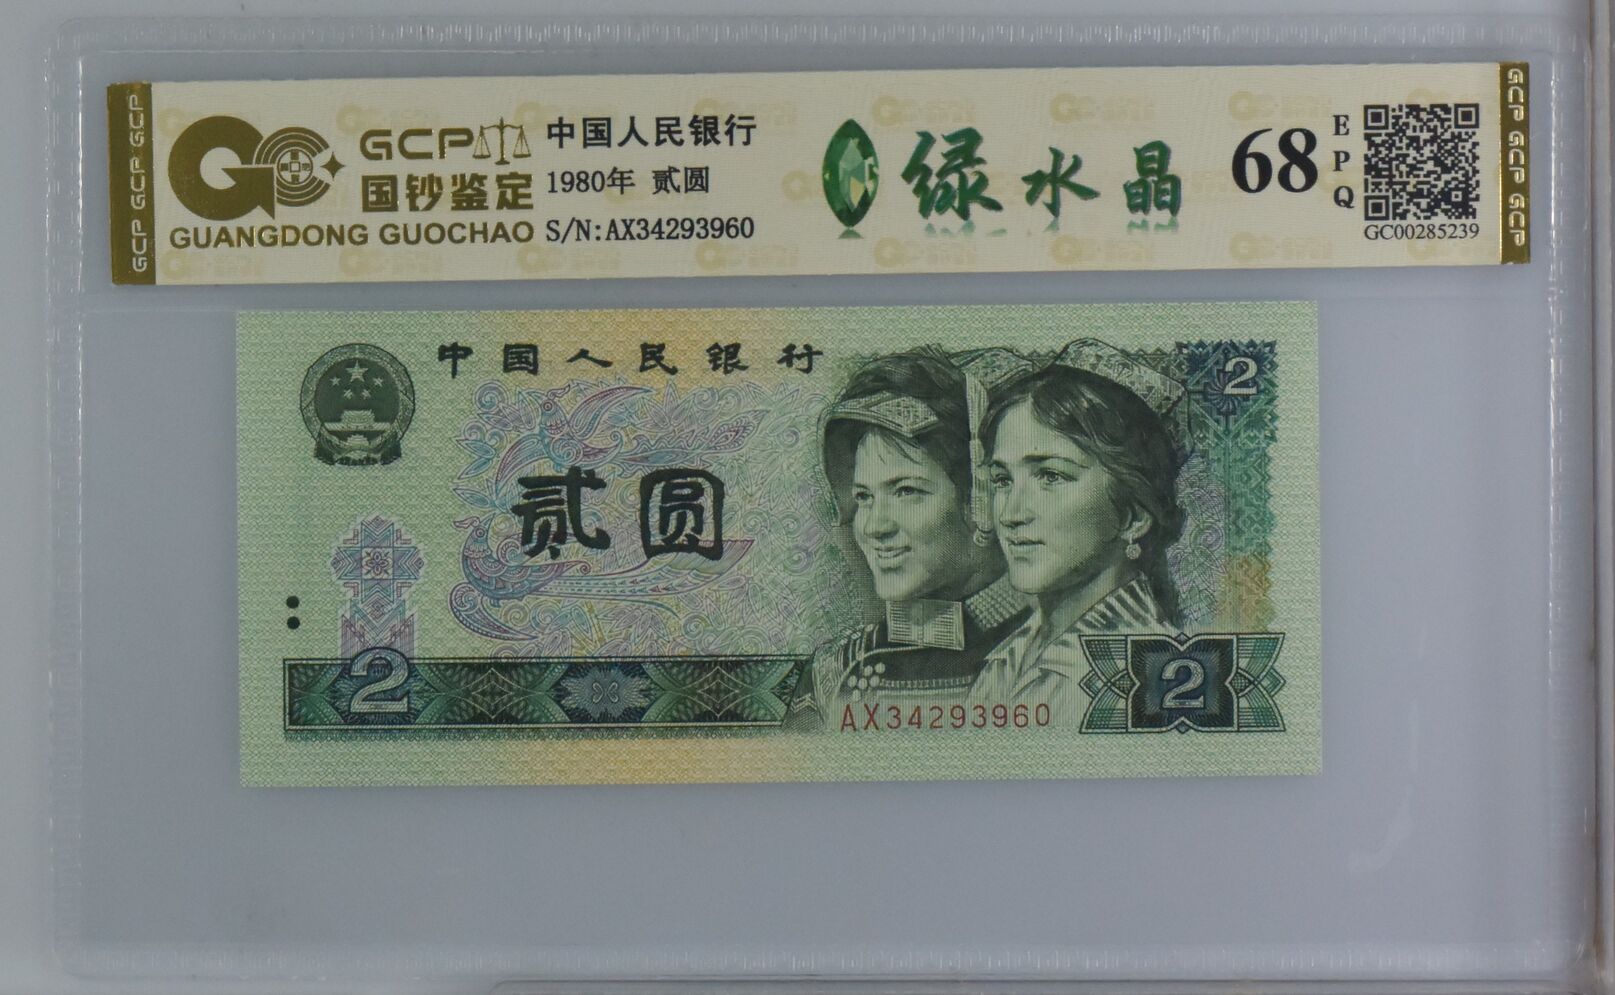 GCP GCP GCP
GCP
国钞鉴定
GUANGDONG GUOCHAO
中国人民银行
1980年 贰圆
S/N:AX34293960
绿水晶
68
EPQ
GC00285239
GCP GCP GCP
中国人民银行
2
贰圆
2
2
AX34293960